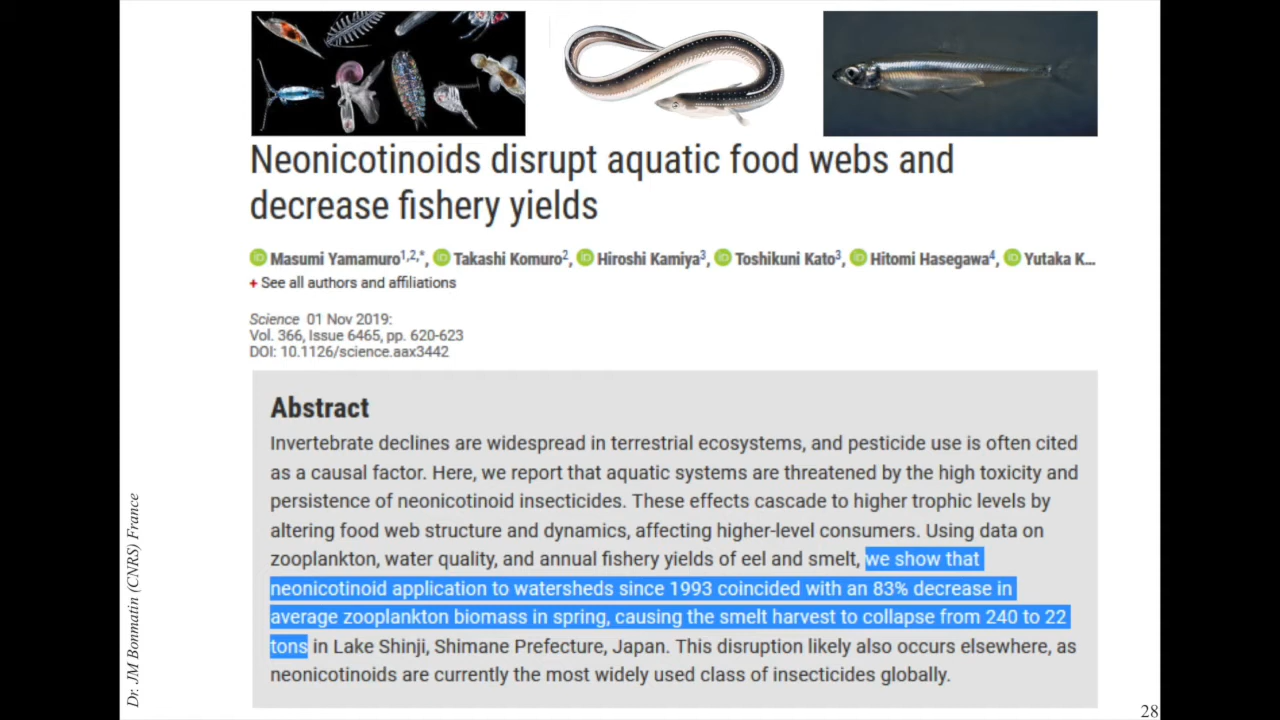 Neonicotinoids disrupt aquatic food webs and
decrease fishery yields
Masumi Yamamuro1,2,*, Takashi Komuro2, Hiroshi Kamiya3, Toshikuni Kato3, Hitomi Hasegawa4, Yutaka K...
+ See all authors and affiliations
Science 01 Nov 2019:
Vol. 366, Issue 6465, pp. 620-623
DOI: 10.1126/science.aax3442
Abstract
Invertebrate declines are widespread in terrestrial ecosystems, and pesticide use is often cited
as a causal factor. Here, we report that aquatic systems are threatened by the high toxicity and
persistence of neonicotinoid insecticides. These effects cascade to higher trophic levels by
altering food web structure and dynamics, affecting higher-level consumers. Using data on
zooplankton, water quality, and annual fishery yields of eel and smelt, we show that
neonicotinoid application to watersheds since 1993 coincided with an 83% decrease in
average zooplankton biomass in spring, causing the smelt harvest to collapse from 240 to 22
tons in Lake Shinji, Shimane Prefecture, Japan. This disruption likely also occurs elsewhere, as
neonicotinoids are currently the most widely used class of insecticides globally.
Dr. JM Bonmatin (CNRS) France
28